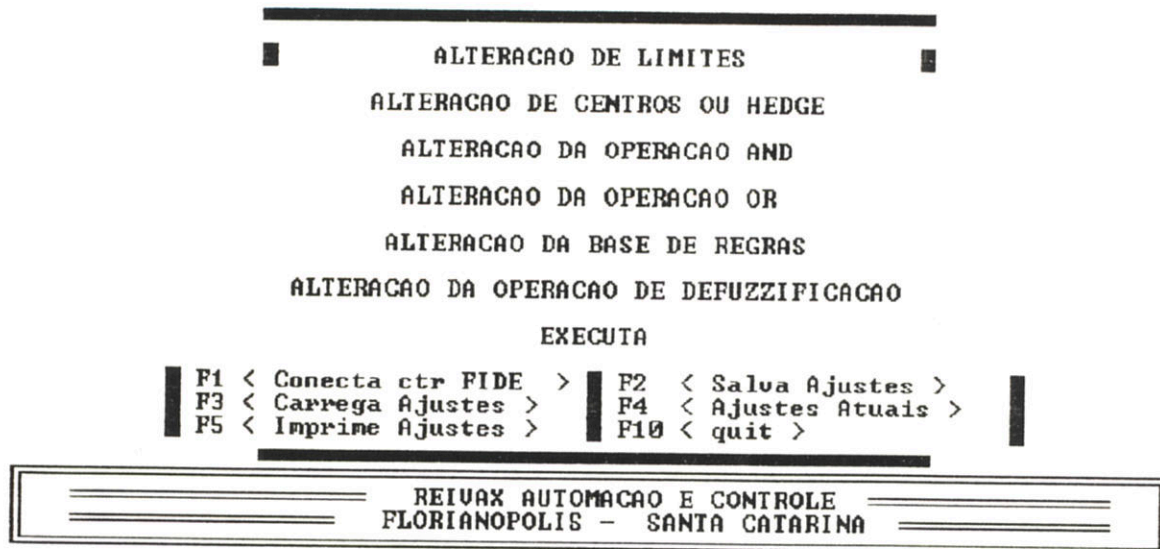 ALTERACAO DE LIMITES
ALTERACAO DE CENTROS OU HEDGE
ALTERACAO DA OPERACAO AND
ALTERACAO DA OPERACAO OR
ALTERACAO DA BASE DE REGRAS
ALTERACAO DA OPERACAO DE DEFUZZIFICACAO
EXECUTA
F1 < Conecta ctr FIDE > F2 < Salva Ajustes >
F3 < Carrega Ajustes > F4 < Ajustes Atuais >
F5 < Imprime Ajustes > F10 < quit >
REIVAX AUTOMACAO E CONTROLE
FLORIANOPOLIS - SANTA CATARINA